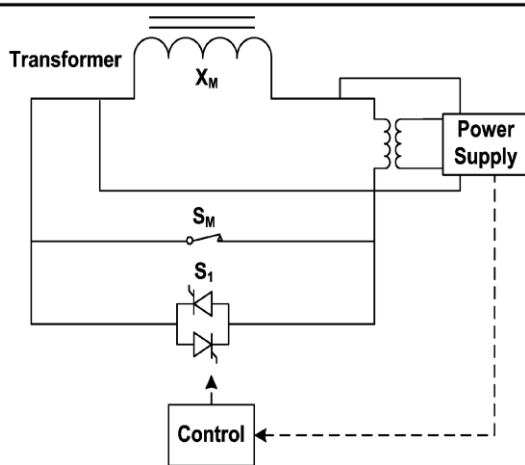 Transformer
X_M
Power
Supply
S_M
S_1
Control